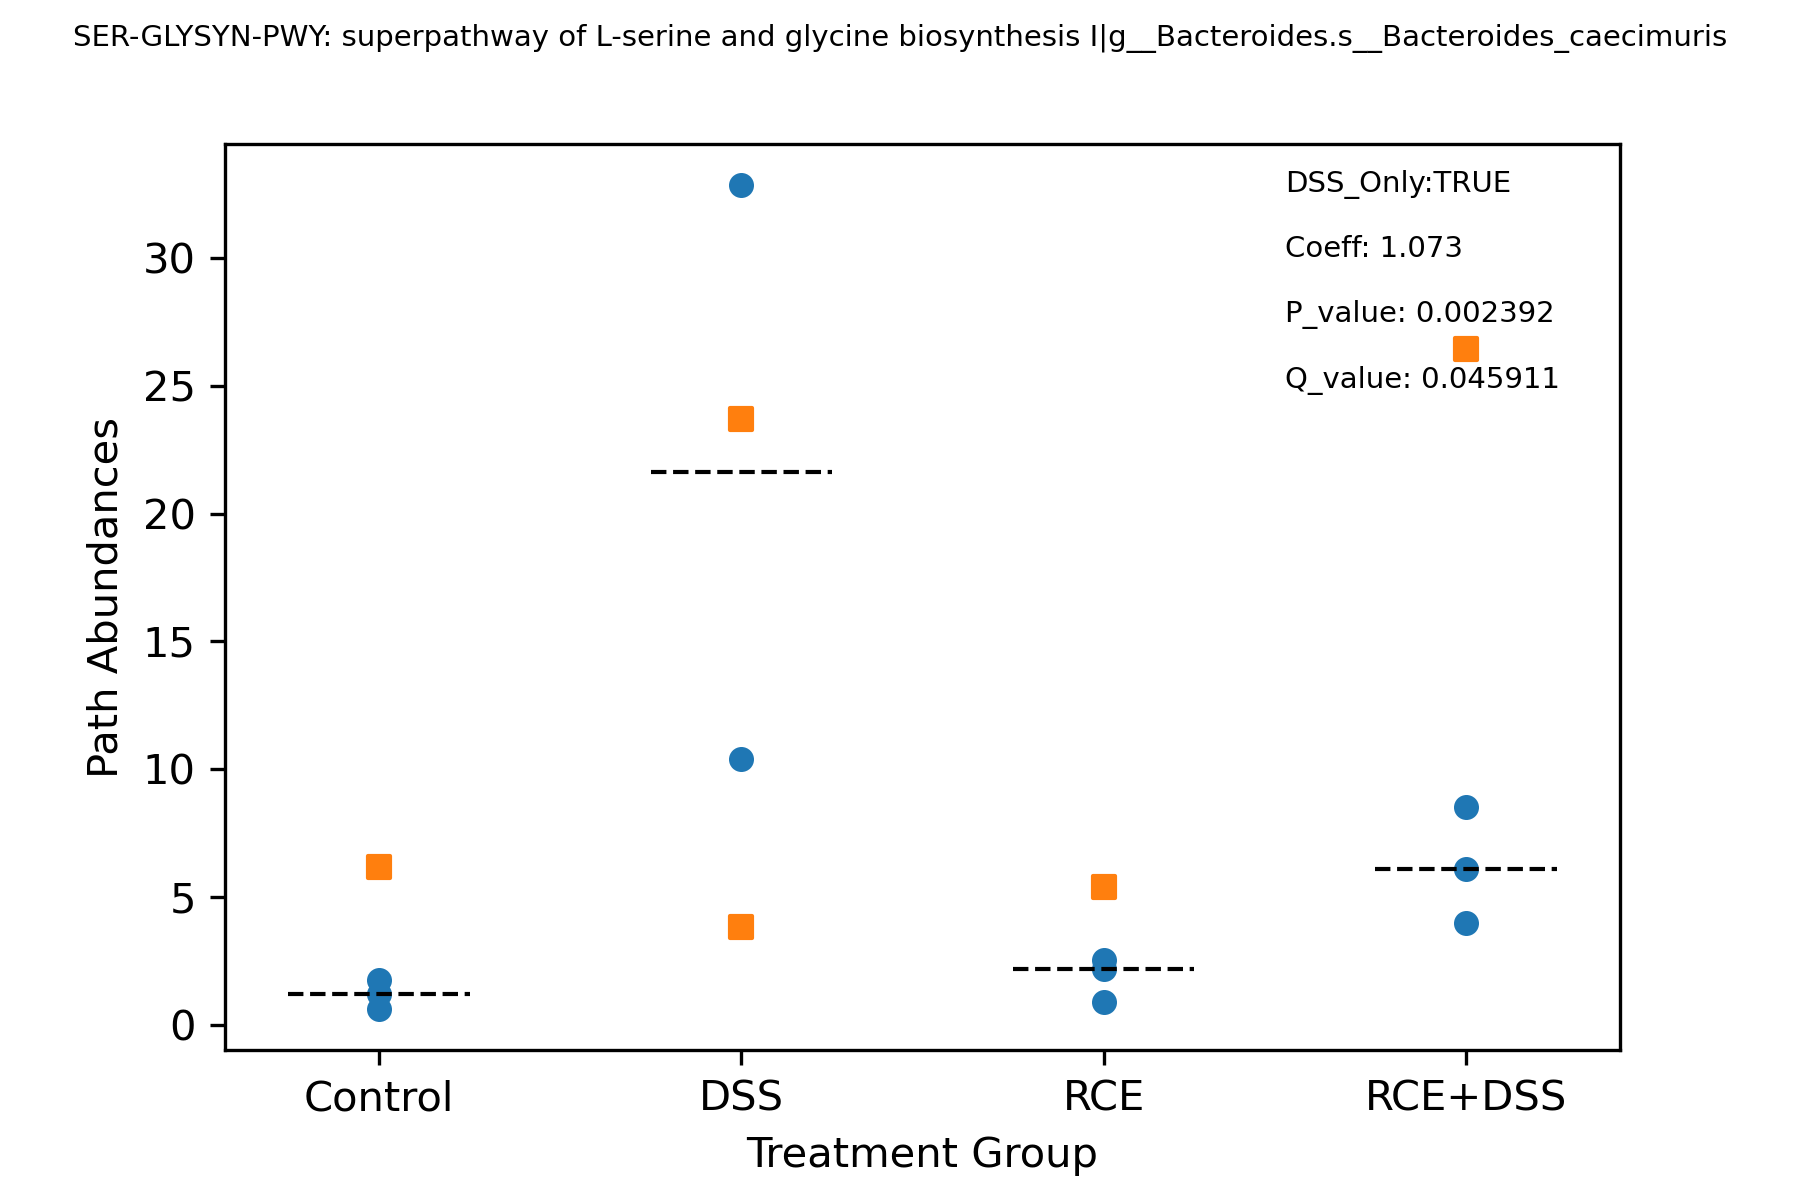 SER-GLYSYN-PWY: superpathway of L-serine and glycine biosynthesis I|g__Bacteroides.s__Bacteroides_caecimuris
DSS_Only:TRUE
Coeff: 1.073
P_value: 0.002392
Q_value: 0.045911
Path Abundances
30
25
20
15
10
5
0
Control DSS RCE RCE+DSS
Treatment Group